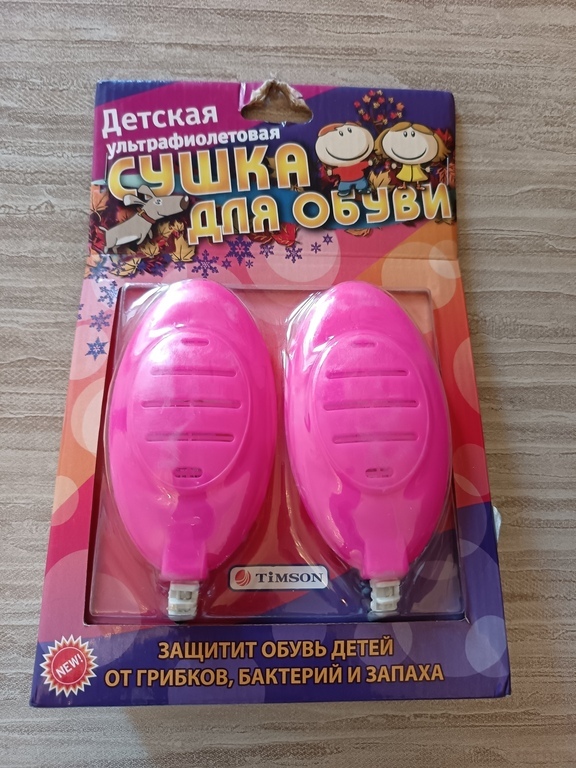 Детская
ультрафиолетовая
СУШКА
ДЛЯ ОБУВИ
TiMSON
NEW!
ЗАЩИТИТ ОБУВЬ ДЕТЕЙ
ОТ ГРИБКОВ, БАКТЕРИЙ И ЗАПАХА